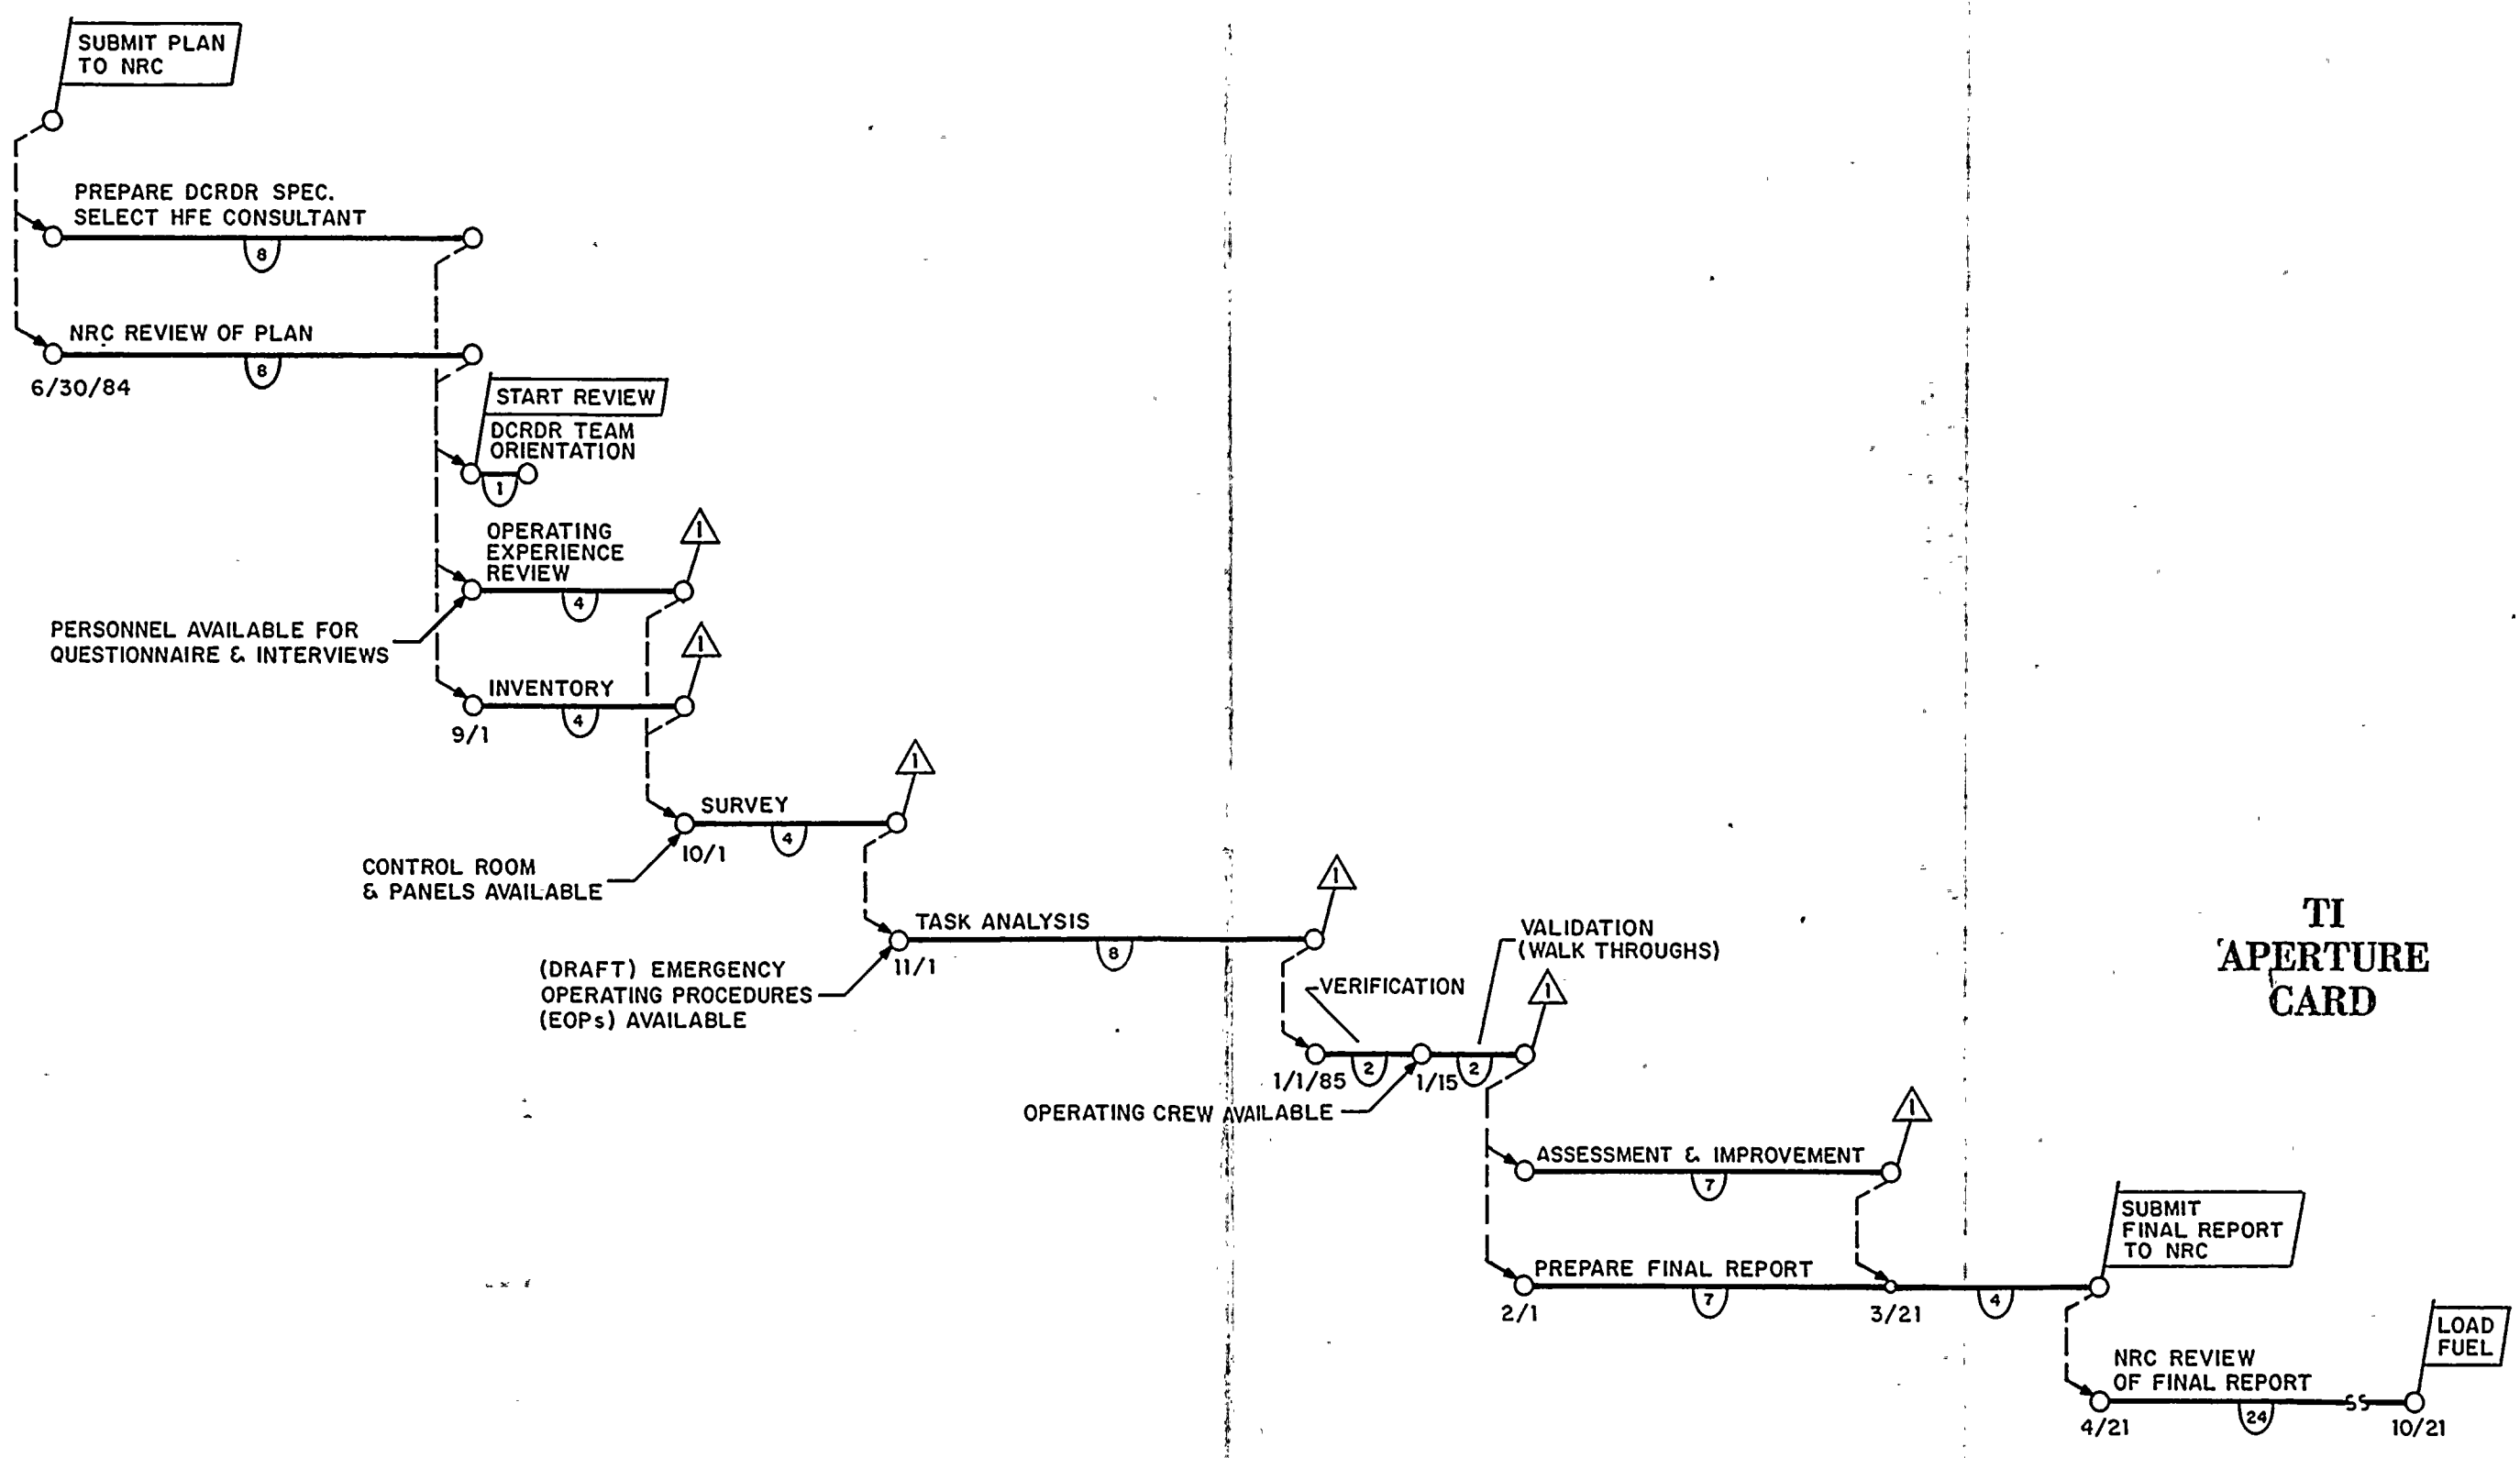 SUBMIT PLAN
TO NRC
PREPARE DCRDR SPEC.
SELECT HFE CONSULTANT
8
NRC REVIEW OF PLAN
8
6/30/84
START REVIEW
DCRDR TEAM
ORIENTATION
1
OPERATING
EXPERIENCE
REVIEW
1
4
PERSONNEL AVAILABLE FOR
QUESTIONNAIRE & INTERVIEWS
1
INVENTORY
4
9/1
1
SURVEY
4
10/1
CONTROL ROOM
& PANELS AVAILABLE
1
TASK ANALYSIS
8
11/1
(DRAFT) EMERGENCY
OPERATING PROCEDURES
(EOPs) AVAILABLE
VALIDATION
(WALK THROUGHS)
VERIFICATION
1
2
2
1/1/85
1/15
OPERATING CREW AVAILABLE
1
ASSESSMENT & IMPROVEMENT
7
PREPARE FINAL REPORT
7
4
2/1
3/21
SUBMIT
FINAL REPORT
TO NRC
LOAD
FUEL
NRC REVIEW
OF FINAL REPORT
24
4/21
10/21
TI
APERTURE
CARD